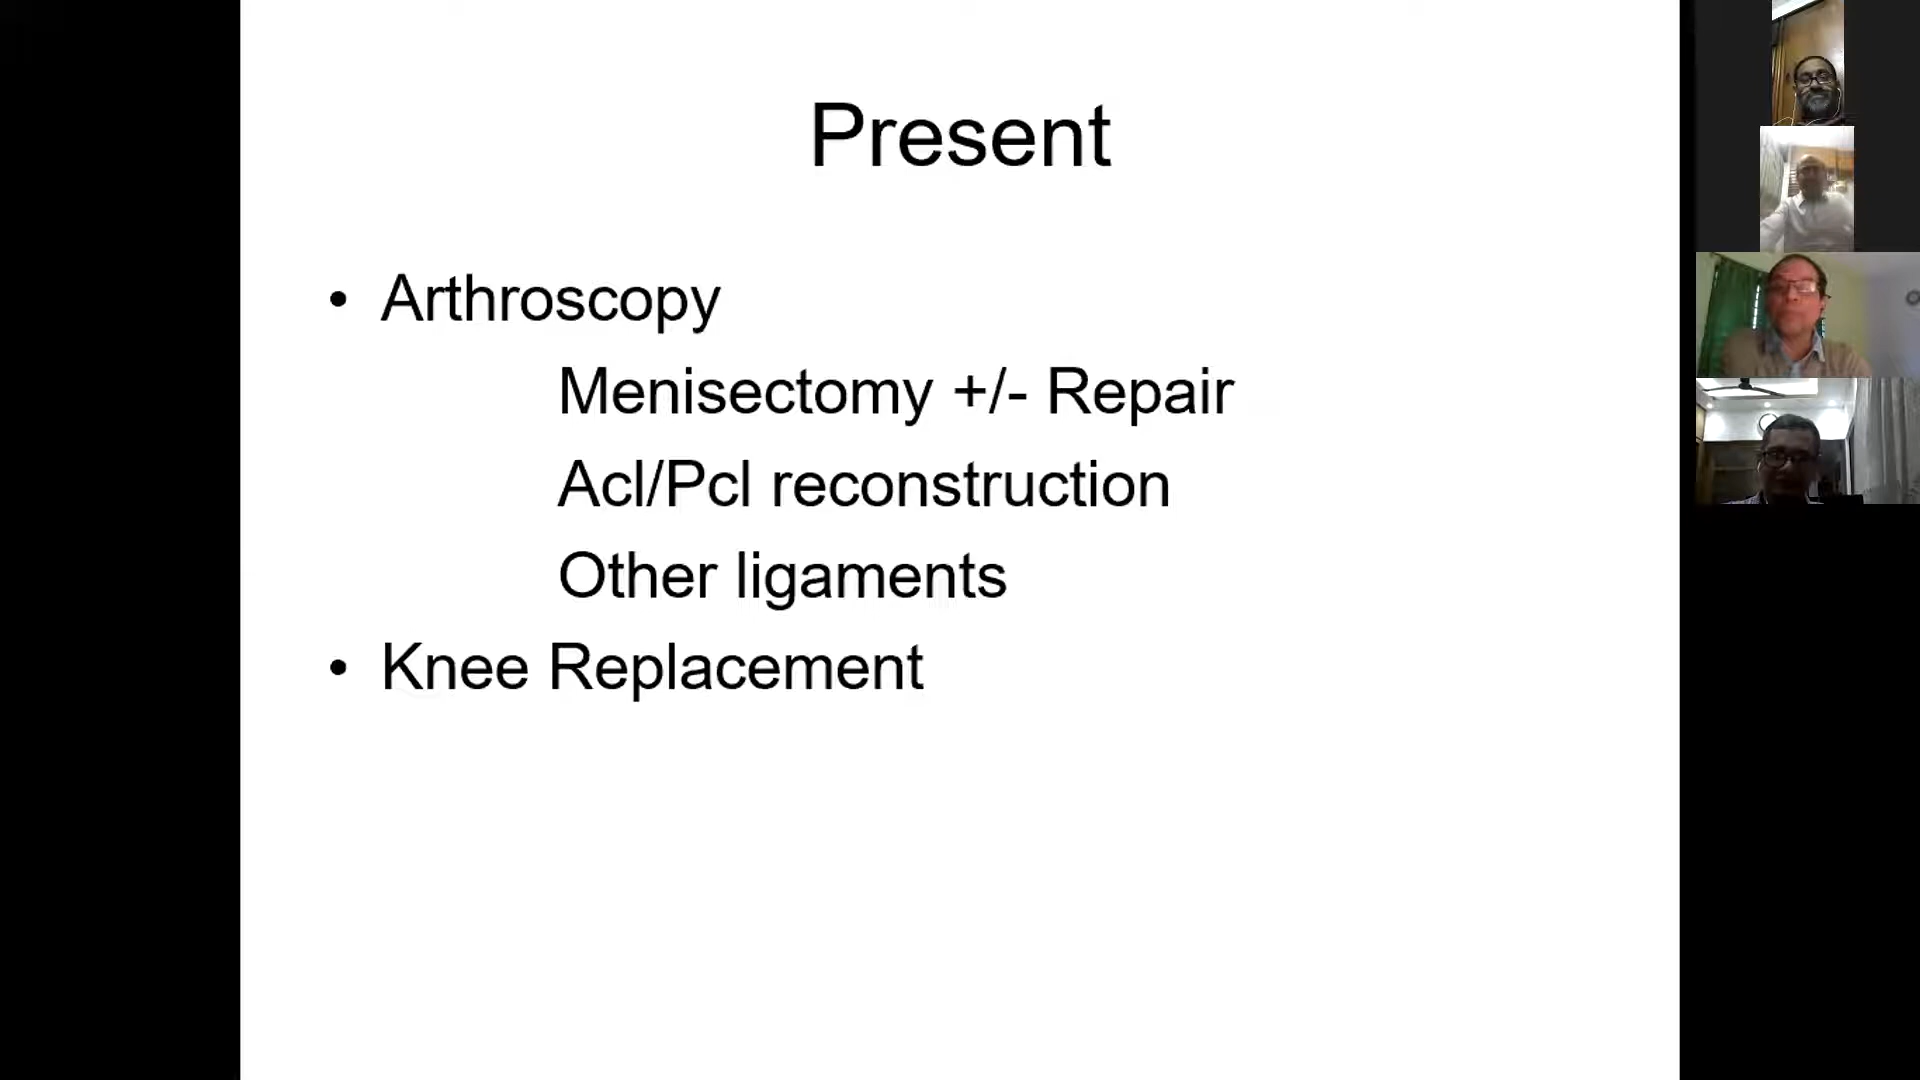 Present
• Arthroscopy
Menisectomy +/- Repair
Acl/Pcl reconstruction
Other ligaments
• Knee Replacement